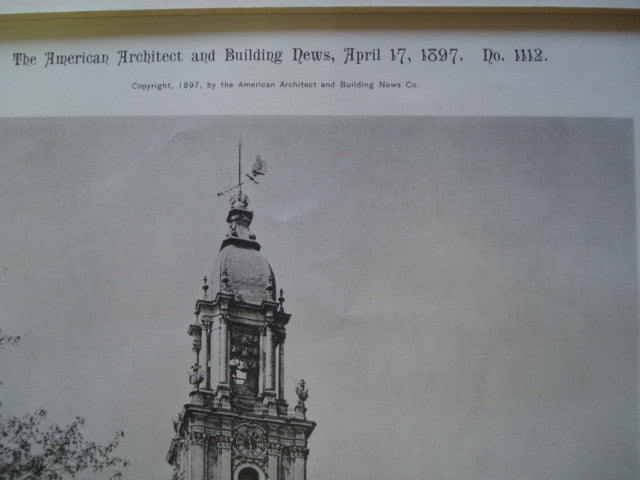 The American Architect and Building News, April 17, 1897. No. 1112.
Copyright, 1897, by the American Architect and Building News Co.